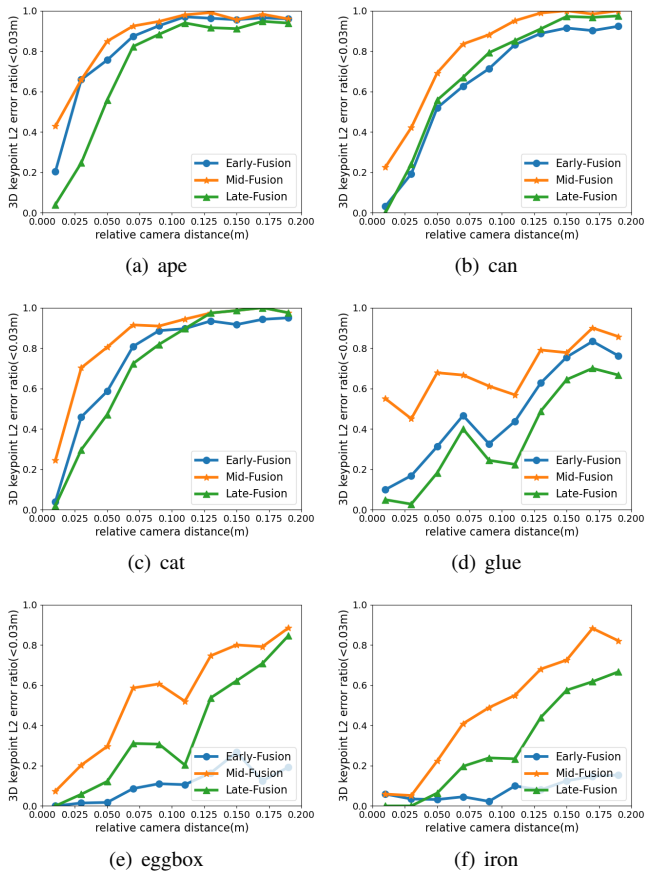 3D keypoint L2 error ratio(<0.03m)
1.0
0.8
0.6
0.4
0.2
0.0
Early-Fusion
Mid-Fusion
Late-Fusion
0.000 0.025 0.050 0.075 0.100 0.125 0.150 0.175 0.200
relative camera distance(m)
(a) ape
3D keypoint L2 error ratio(<0.03m)
1.0
0.8
0.6
0.4
0.2
0.0
Early-Fusion
Mid-Fusion
Late-Fusion
0.000 0.025 0.050 0.075 0.100 0.125 0.150 0.175 0.200
relative camera distance(m)
(b) can
3D keypoint L2 error ratio(<0.03m)
1.0
0.8
0.6
0.4
0.2
0.0
Early-Fusion
Mid-Fusion
Late-Fusion
0.000 0.025 0.050 0.075 0.100 0.125 0.150 0.175 0.200
relative camera distance(m)
(c) cat
3D keypoint L2 error ratio(<0.03m)
1.0
0.8
0.6
0.4
0.2
0.0
Early-Fusion
Mid-Fusion
Late-Fusion
0.000 0.025 0.050 0.075 0.100 0.125 0.150 0.175 0.200
relative camera distance(m)
(d) glue
3D keypoint L2 error ratio(<0.03m)
1.0
0.8
0.6
0.4
0.2
0.0
Early-Fusion
Mid-Fusion
Late-Fusion
0.000 0.025 0.050 0.075 0.100 0.125 0.150 0.175 0.200
relative camera distance(m)
(e) eggbox
3D keypoint L2 error ratio(<0.03m)
1.0
0.8
0.6
0.4
0.2
0.0
Early-Fusion
Mid-Fusion
Late-Fusion
0.000 0.025 0.050 0.075 0.100 0.125 0.150 0.175 0.200
relative camera distance(m)
(f) iron